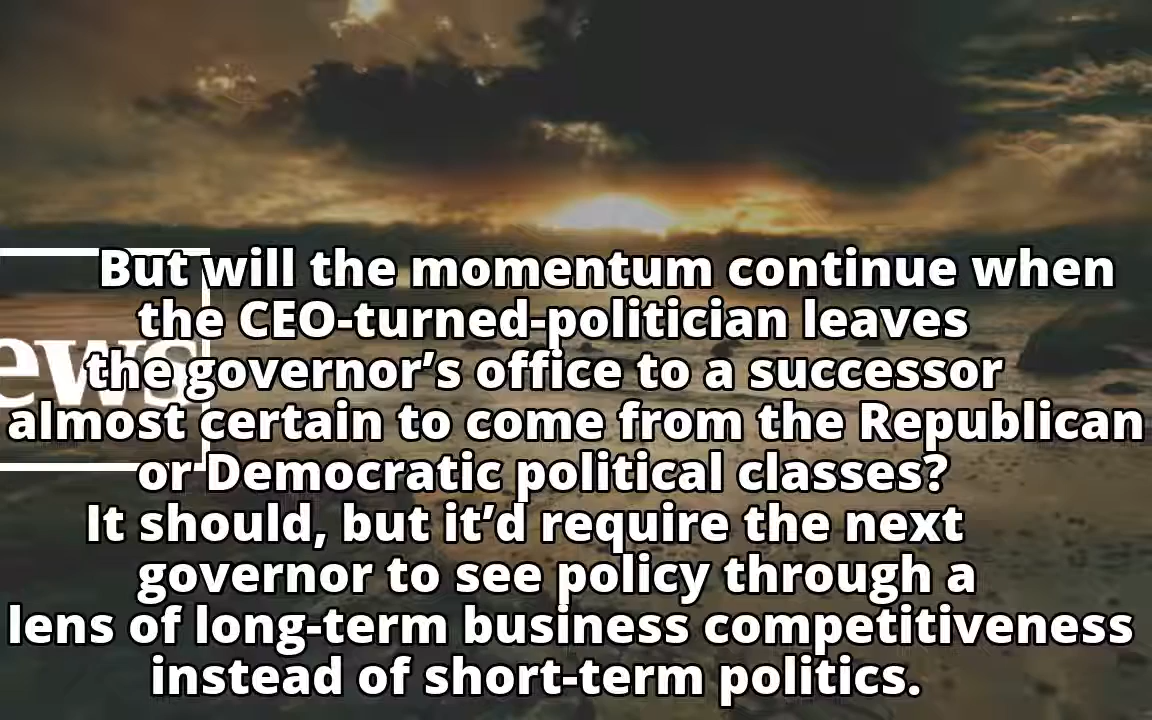 But will the momentum continue when
the CEO-turned-politician leaves
the governor’s office to a successor
almost certain to come from the Republican
or Democratic political classes?
It should, but it’d require the next
governor to see policy through a
lens of long-term business competitiveness
instead of short-term politics.